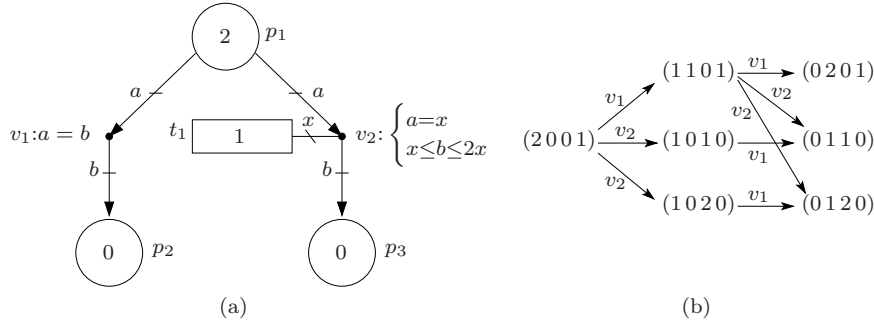 2 p₁
a a
v₁:a = b t₁ 1 x v₂: { a=x
x≤b≤2x
b b
0 p₂ 0 p₃
(a)
(1 1 0 1) v₁ (0 2 0 1)
v₁ v₂
v₂
(2 0 0 1) v₂ (1 0 1 0) v₁ (0 1 1 0)
v₂
(1 0 2 0) v₁ (0 1 2 0)
(b)